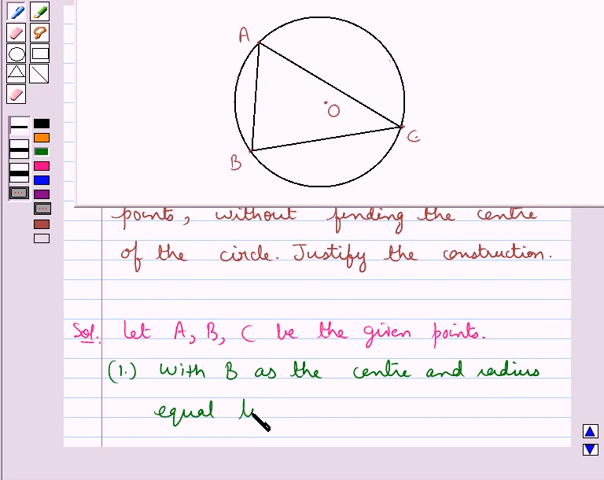 A
O
C
B
points, without finding the centre
of the circle. Justify the construction.
Sol. Let A, B, C be the given points.
(1.) With B as the centre and radius
equal